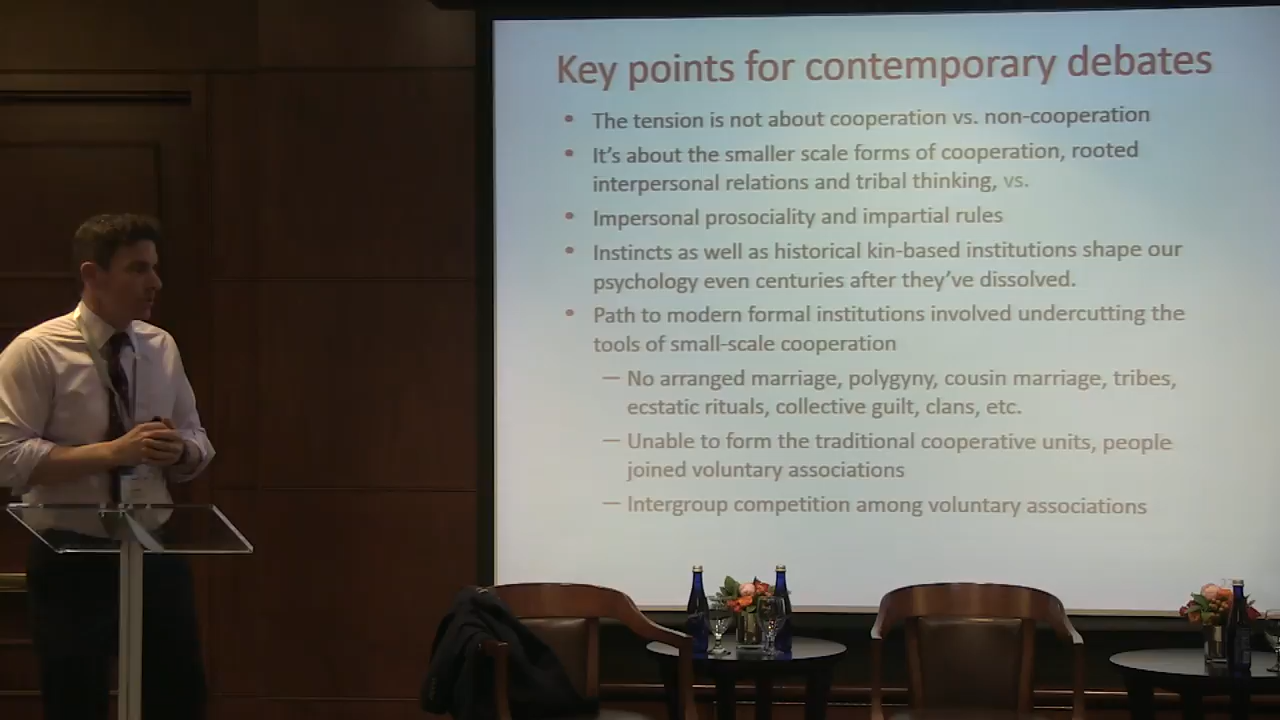 Key points for contemporary debates
• The tension is not about cooperation vs. non-cooperation
• It's about the smaller scale forms of cooperation, rooted
interpersonal relations and tribal thinking, vs.
• Impersonal prosociality and impartial rules
• Instincts as well as historical kin-based institutions shape our
psychology even centuries after they've dissolved.
• Path to modern formal institutions involved undercutting the
tools of small-scale cooperation
— No arranged marriage, polygyny, cousin marriage, tribes,
ecstatic rituals, collective guilt, clans, etc.
— Unable to form the traditional cooperative units, people
joined voluntary associations
— Intergroup competition among voluntary associations